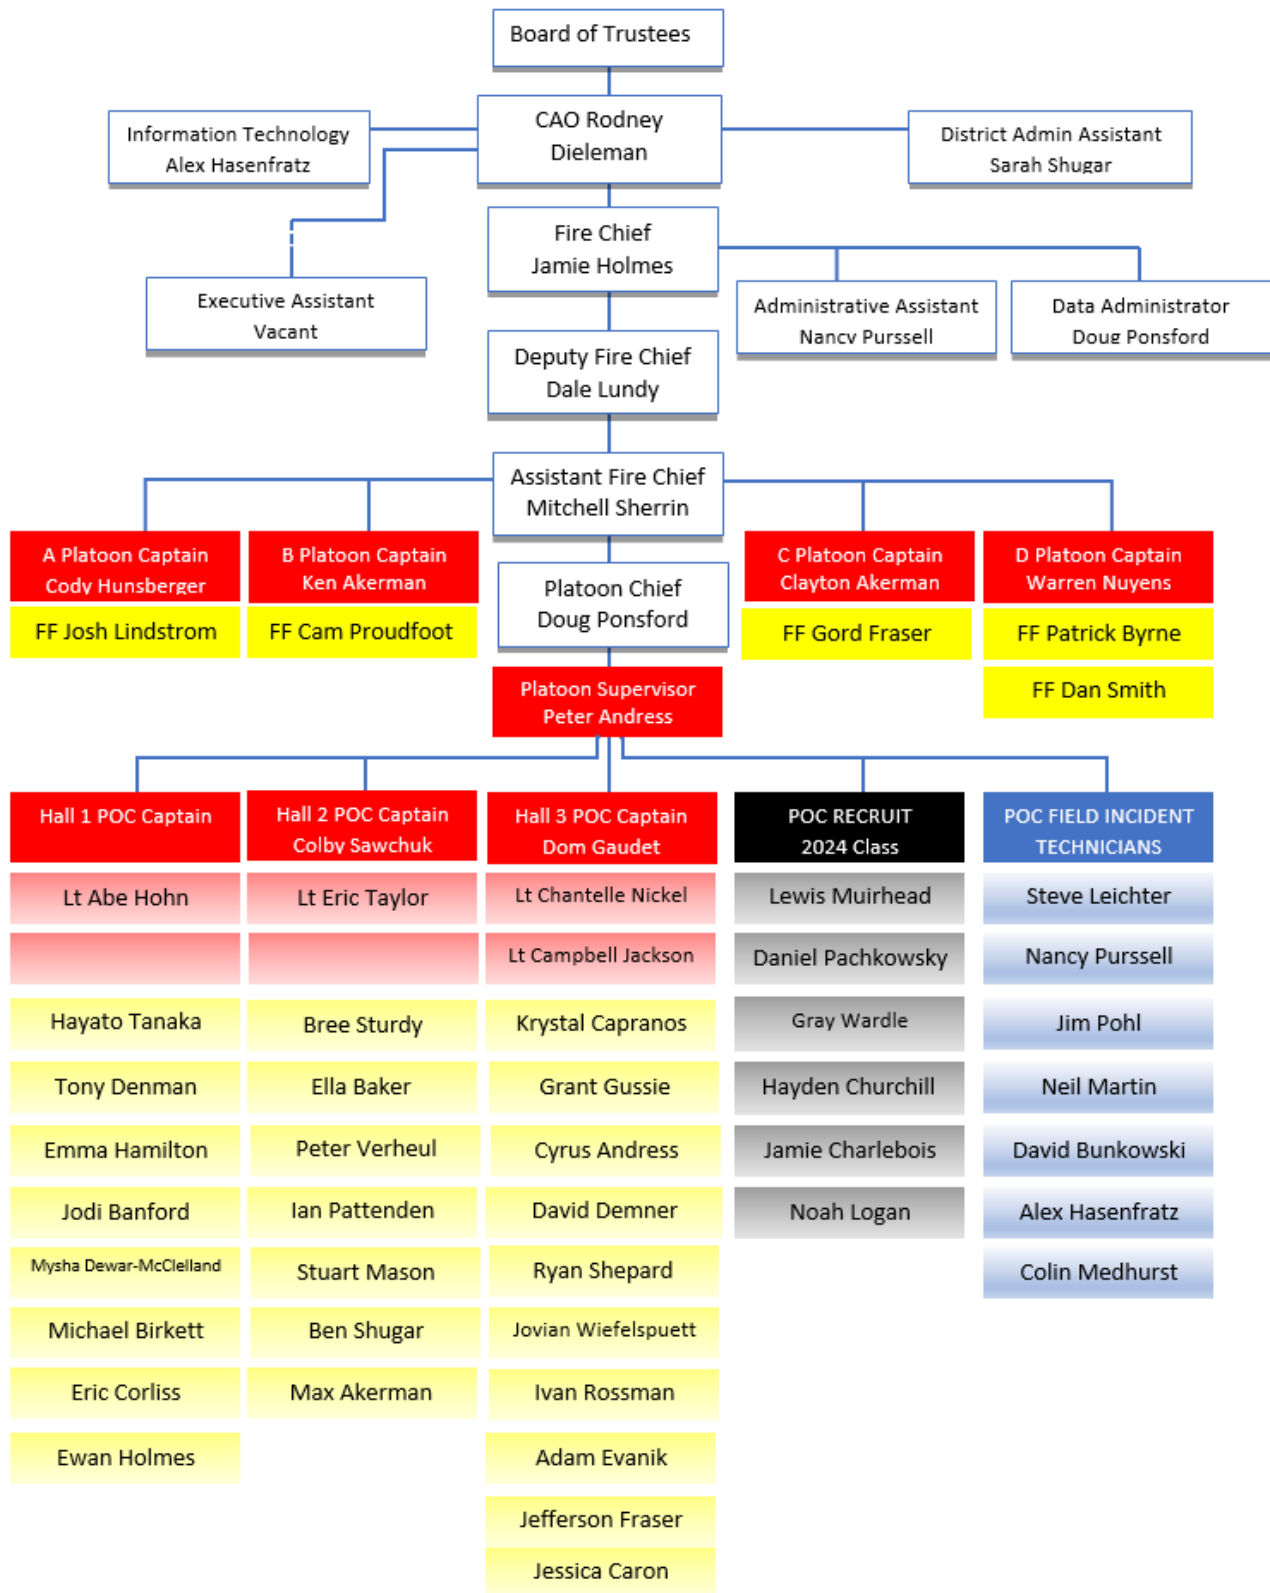 Board of Trustees
CAO Rodney
Dieleman
Information Technology
Alex Hasenfratz
District Admin Assistant
Sarah Shugar
Fire Chief
Jamie Holmes
Executive Assistant
Vacant
Administrative Assistant
Nancy Purssell
Data Administrator
Doug Ponsford
Deputy Fire Chief
Dale Lundy
Assistant Fire Chief
Mitchell Sherrin
A Platoon Captain
Cody Hunsberger
FF Josh Lindstrom
B Platoon Captain
Ken Akerman
FF Cam Proudfoot
Platoon Chief
Doug Ponsford
C Platoon Captain
Clayton Akerman
FF Gord Fraser
D Platoon Captain
Warren Nuyens
FF Patrick Byrne
FF Dan Smith
Platoon Supervisor
Peter Andress
Hall 1 POC Captain
Lt Abe Hohn
Hayato Tanaka
Tony Denman
Emma Hamilton
Jodi Banford
Mysha Dewar-McClelland
Michael Birkett
Eric Corliss
Ewan Holmes
Hall 2 POC Captain
Colby Sawchuk
Lt Eric Taylor
Bree Sturdy
Ella Baker
Peter Verheul
Ian Pattenden
Stuart Mason
Ben Shugar
Max Akerman
Hall 3 POC Captain
Dom Gaudet
Lt Chantelle Nickel
Lt Campbell Jackson
Krystal Capranos
Grant Gussie
Cyrus Andress
David Demner
Ryan Shepard
Jovian Wiefelspuett
Ivan Rossman
Adam Evanik
Jefferson Fraser
Jessica Caron
POC RECRUIT
2024 Class
Lewis Muirhead
Daniel Pachkowsky
Gray Wardle
Hayden Churchill
Jamie Charlebois
Noah Logan
POC FIELD INCIDENT
TECHNICIANS
Steve Leichter
Nancy Purssell
Jim Pohl
Neil Martin
David Bunkowski
Alex Hasenfratz
Colin Medhurst